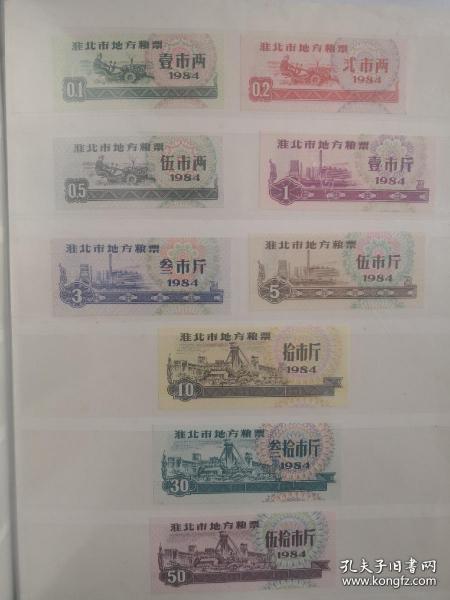 淮北市地方粮票
壹市两
1984
0.1
淮北市地方粮票
弍市两
1984
0.2
淮北市地方粮票
伍市两
1984
0.5
淮北市地方粮票
壹市斤
1984
1
淮北市地方粮票
叁市斤
1984
3
淮北市地方粮票
伍市斤
1984
5
淮北市地方粮票
拾市斤
1984
10
淮北市地方粮票
叁拾市斤
1984
30
淮北市地方粮票
伍拾市斤
1984
50
孔夫子旧书网
www.kongfz.com